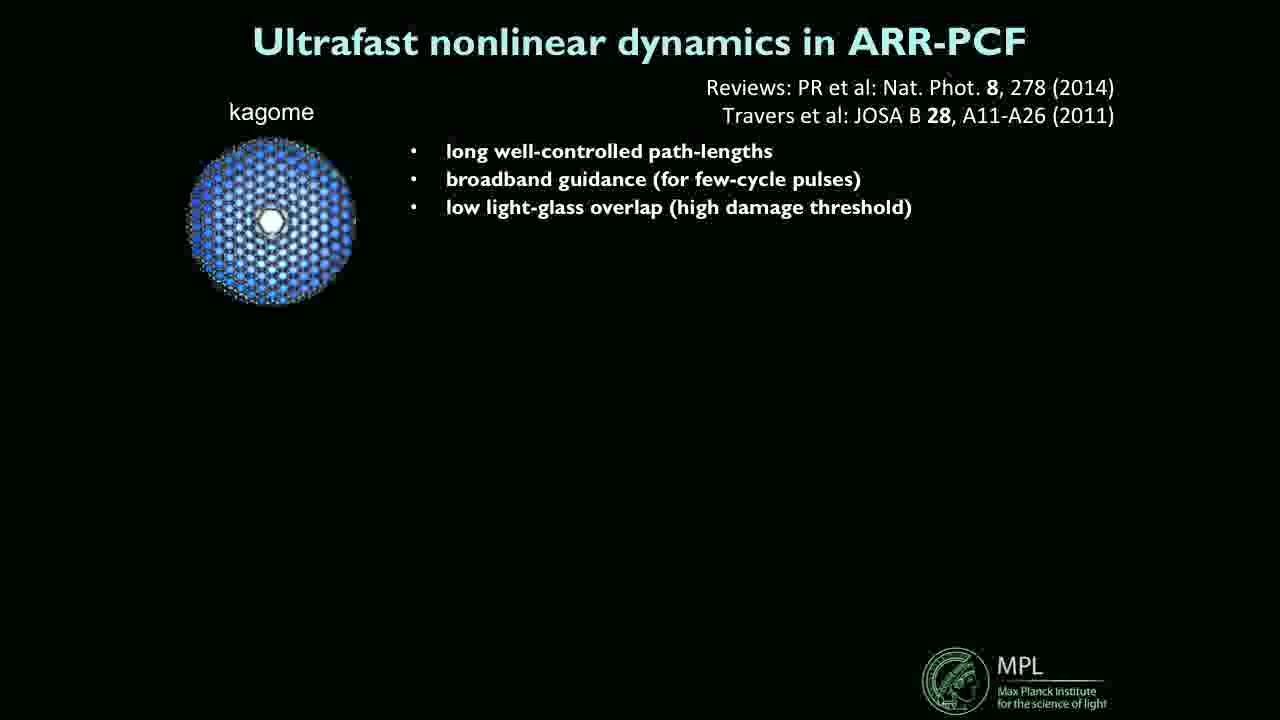 Ultrafast nonlinear dynamics in ARR-PCF
Reviews: PR et al: Nat. Phot. 8, 278 (2014)
Travers et al: JOSA B 28, A11-A26 (2011)
kagome
• long well-controlled path-lengths
• broadband guidance (for few-cycle pulses)
• low light-glass overlap (high damage threshold)
MPL
Max Planck Institute
for the science of light